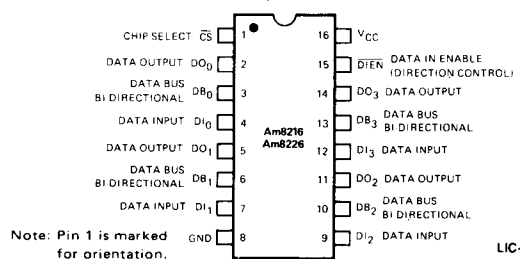 CHIP SELECT CS 1
DATA OUTPUT DO0 2
DATA BUS
BI-DIRECTIONAL DB0 3
DATA INPUT DI0 4
DATA OUTPUT DO1 5
DATA BUS
BI-DIRECTIONAL DB1 6
DATA INPUT DI1 7
GND 8
Note: Pin 1 is marked
for orientation.
Am8216
Am8226
16 VCC
15 DIEN DATA IN ENABLE
(DIRECTION CONTROL)
14 DO3 DATA OUTPUT
13 DB3 DATA BUS
BI-DIRECTIONAL
12 DI3 DATA INPUT
11 DO2 DATA OUTPUT
10 DB2 DATA BUS
BI-DIRECTIONAL
9 DI2 DATA INPUT
LIC-